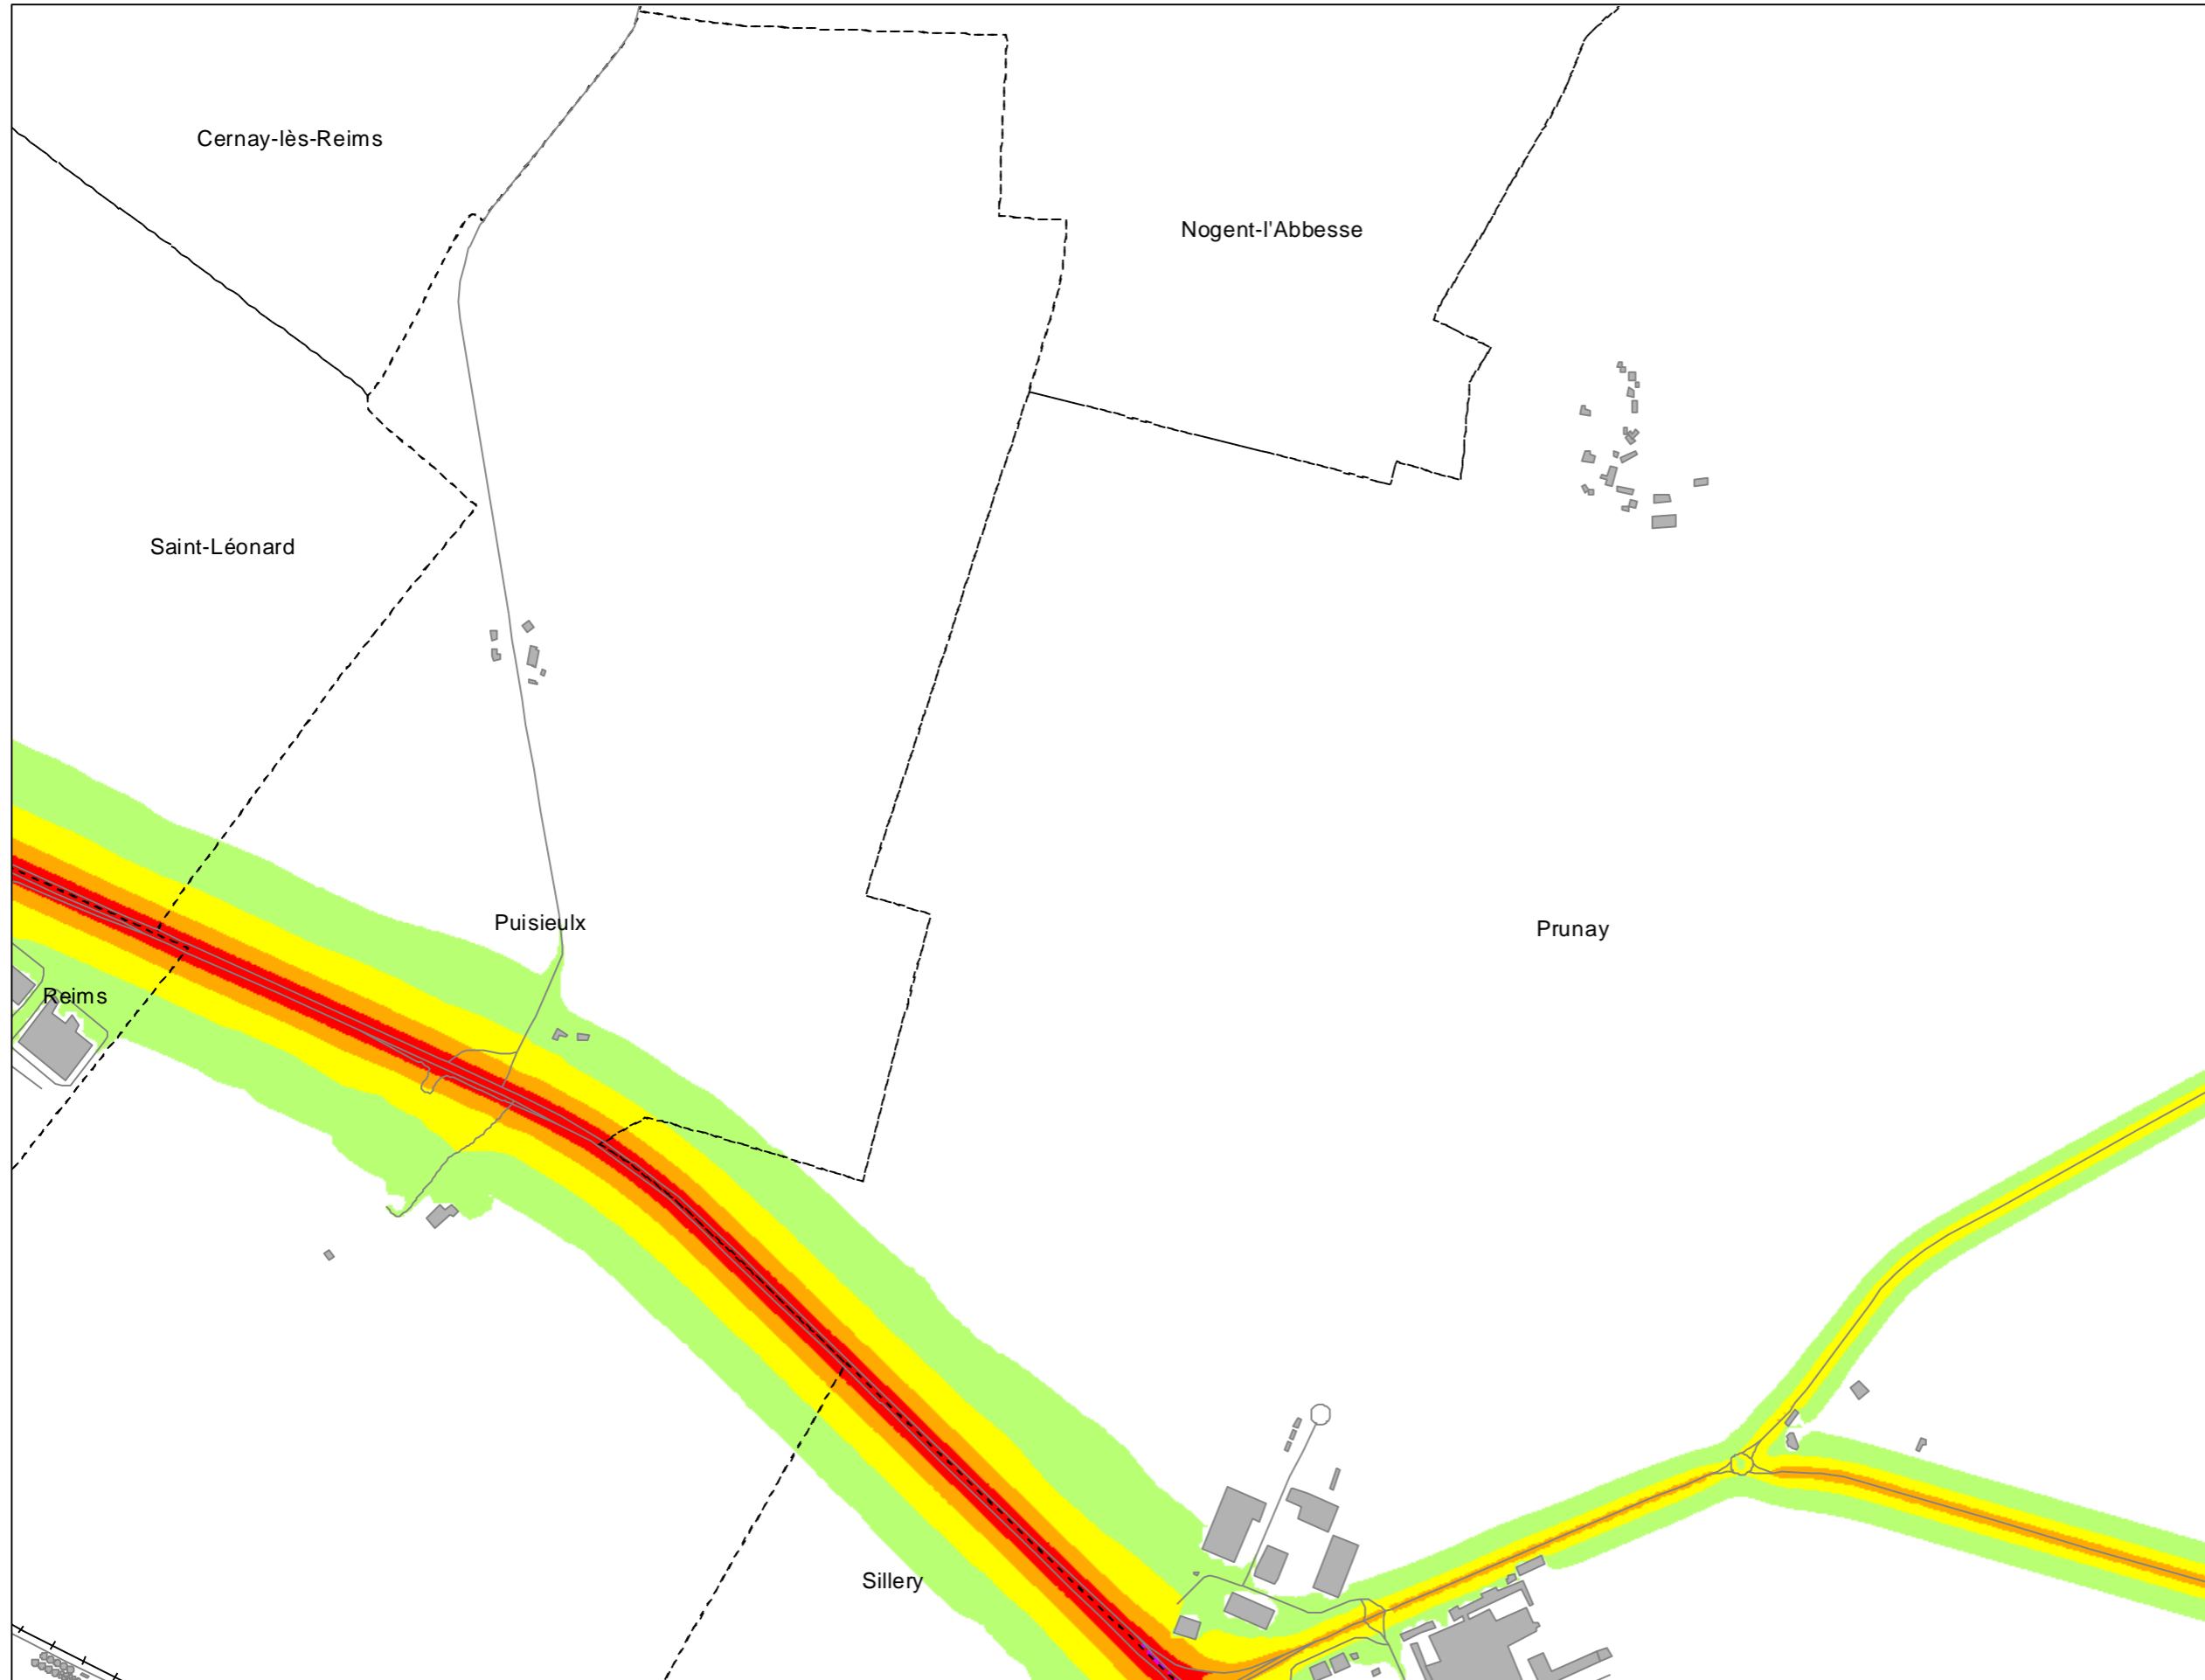 Cernay-lès-Reims
Nogent-l'Abbesse
Saint-Léonard
Puisieulx
Prunay
Reims
Sillery